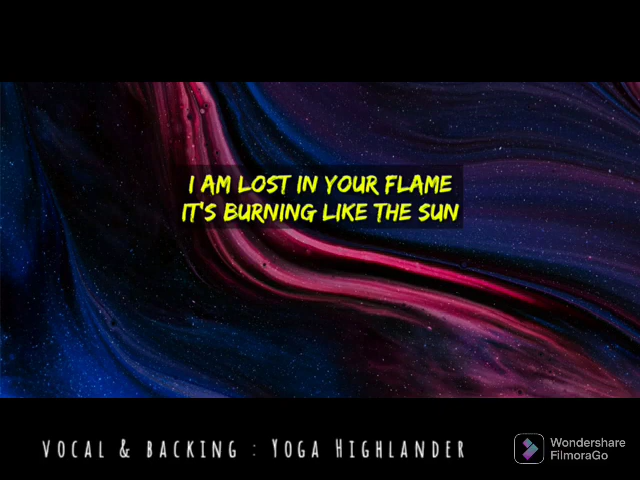 I AM LOST IN YOUR FLAME
IT'S BURNING LIKE THE SUN
VOCAL & BACKING : YOGA HIGHLANDER
Wondershare
FilmoraGo